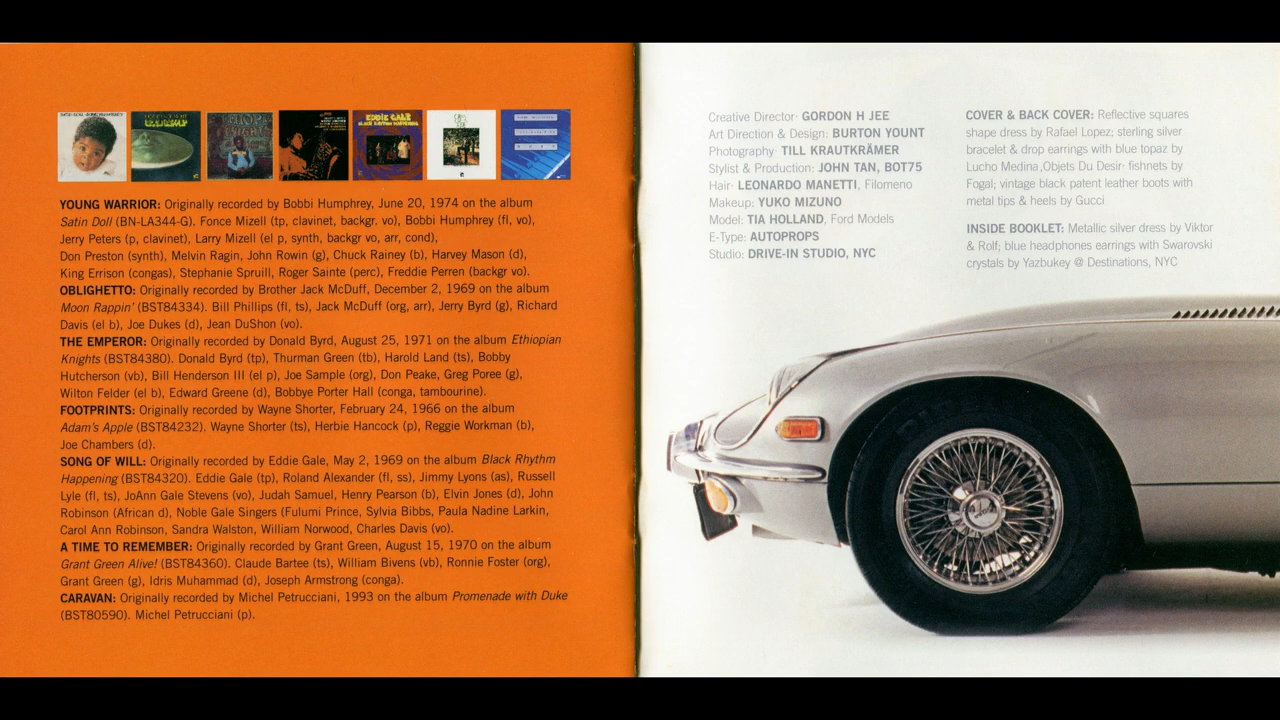 EDDIE GALE
YOUNG WARRIOR: Originally recorded by Bobbi Humphrey, June 20, 1974 on the album
Satin Doll (BN-LA344-G). Fonce Mizell (tp, clavinet, backgr. vo), Bobbi Humphrey (fl, vo),
Jerry Peters (p, clavinet), Larry Mizell (el p, synth, backgr vo, arr, cond),
Don Preston (synth), Melvin Ragin, John Rowin (g), Chuck Rainey (b), Harvey Mason (d),
King Errison (congas), Stephanie Spruill, Roger Sainte (perc), Freddie Perren (backgr vo).
OBLIGHETTO: Originally recorded by Brother Jack McDuff, December 2, 1969 on the album
Moon Rappin' (BST84334). Bill Phillips (fl, ts), Jack McDuff (org, arr), Jerry Byrd (g), Richard
Davis (el b), Joe Dukes (d), Jean DuShon (vo).
THE EMPEROR: Originally recorded by Donald Byrd, August 25, 1971 on the album Ethiopian
Knights (BST84380). Donald Byrd (tp), Thurman Green (tb), Harold Land (ts), Bobby
Hutcherson (vb), Bill Henderson III (el p), Joe Sample (org), Don Peake, Greg Poree (g),
Wilton Felder (el b), Edward Greene (d), Bobbye Porter Hall (conga, tambourine).
FOOTPRINTS: Originally recorded by Wayne Shorter, February 24, 1966 on the album
Adam's Apple (BST84232). Wayne Shorter (ts), Herbie Hancock (p), Reggie Workman (b),
Joe Chambers (d).
SONG OF WILL: Originally recorded by Eddie Gale, May 2, 1969 on the album Black Rhythm
Happening (BST84320). Eddie Gale (tp), Roland Alexander (fl, ss), Jimmy Lyons (as), Russell
Lyle (fl, ts), JoAnn Gale Stevens (vo), Judah Samuel, Henry Pearson (b), Elvin Jones (d), John
Robinson (African d), Noble Gale Singers (Fulumi Prince, Sylvia Bibbs, Paula Nadine Larkin,
Carol Ann Robinson, Sandra Walston, William Norwood, Charles Davis (vo).
A TIME TO REMEMBER: Originally recorded by Grant Green, August 15, 1970 on the album
Grant Green Alive! (BST84360). Claude Bartee (ts), William Bivens (vb), Ronnie Foster (org),
Grant Green (g), Idris Muhammad (d), Joseph Armstrong (conga).
CARAVAN: Originally recorded by Michel Petrucciani, 1993 on the album Promenade with Duke
(BST80590). Michel Petrucciani (p).
Creative Director: GORDON H JEE
Art Direction & Design: BURTON YOUNT
Photography: TILL KRAUTKRÄMER
Stylist & Production: JOHN TAN, BOT75
Hair: LEONARDO MANETTI, Filomeno
Makeup: YUKO MIZUNO
Model: TIA HOLLAND, Ford Models
E-Type: AUTOPROPS
Studio: DRIVE-IN STUDIO, NYC
COVER & BACK COVER: Reflective squares
shape dress by Rafael Lopez; sterling silver
bracelet & drop earrings with blue topaz by
Lucho Medina,Objets Du Desir; fishnets by
Fogal; vintage black patent leather boots with
metal tips & heels by Gucci
INSIDE BOOKLET: Metallic silver dress by Viktor
& Rolf; blue headphones earrings with Swarovski
crystals by Yazbukey @ Destinations, NYC